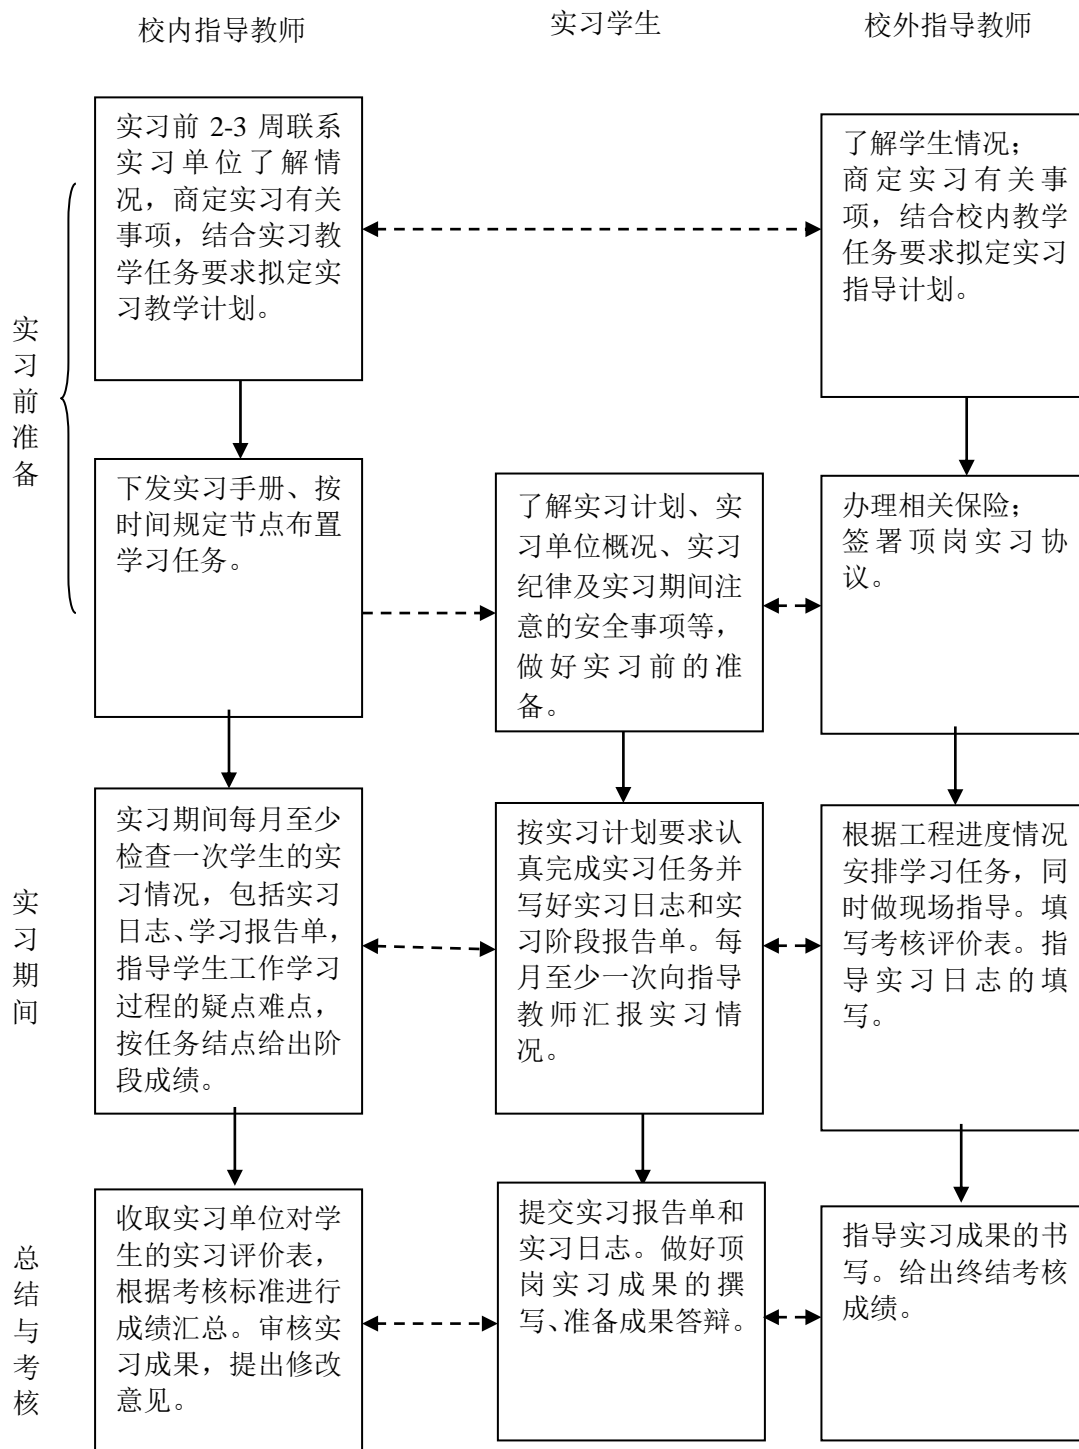 校内指导教师
实习学生
校外指导教师
实习前 2-3 周联系
实习单位了解情
况，商定实习有关
事项，结合实习教
学任务要求拟定实
习教学计划。
了解学生情况；
商定实习有关事
项，结合校内教学
任务要求拟定实习
指导计划。
实习前准备
下发实习手册、按
时间规定节点布置
学习任务。
了解实习计划、实
习单位概况、实习
纪律及实习期间注
意的安全事项等，
做好实习前的准
备。
办理相关保险；
签署顶岗实习协
议。
实习期间
实习期间每月至少
检查一次学生的实
习情况，包括实习
日志、学习报告单，
指导学生工作学习
过程的疑点难点，
按任务结点给出阶
段成绩。
按实习计划要求认
真完成实习任务并
写好实习日志和实
习阶段报告单。每
月至少一次向指导
教师汇报实习情
况。
根据工程进度情况
安排学习任务，同
时做现场指导。填
写考核评价表。指
导实习日志的填
写。
总结与考核
收取实习单位对学
生的实习评价表，
根据考核标准进行
成绩汇总。审核实
习成果，提出修改
意见。
提交实习报告单和
实习日志。做好顶
岗实习成果的撰
写、准备成果答辩。
指导实习成果的书
写。给出终结考核
成绩。